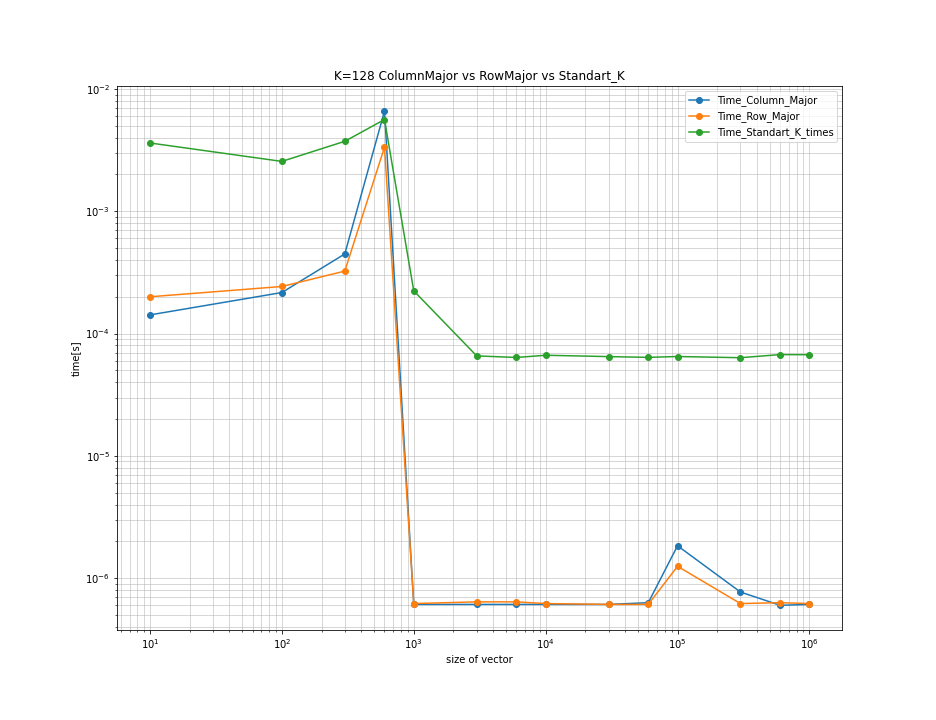 K=128 ColumnMajor vs RowMajor vs Standart_K
Time_Column_Major
Time_Row_Major
Time_Standart_K_times
time[s]
10⁻²
10⁻³
10⁻⁴
10⁻⁵
10⁻⁶
10¹ 10² 10³ 10⁴ 10⁵ 10⁶
size of vector